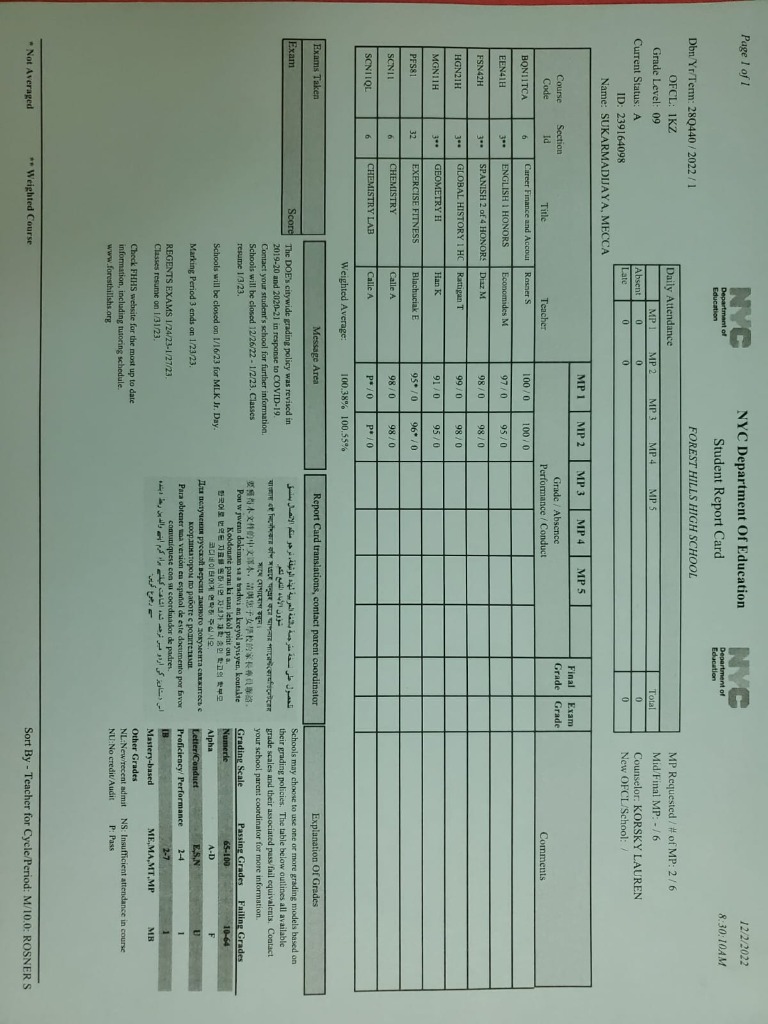 Page 1 of 1
NYC
Department of
Education
NYC Department Of Education
Student Report Card
FOREST HILLS HIGH SCHOOL
NYC
Department of
Education
12/2/2022
8:30:10AM
Dbn/Yr/Term: 28Q440 / 2022 / 1
OFCL: 1KZ
Grade Level: 09
Current Status: A
ID: 239164098
Name: SUKARMADIJAYA, MECCA
Daily Attendance
MP 1 MP 2 MP 3 MP 4 MP 5 Total
Absent 0 0 0
Late 0 0 0
MP Requested / # of MP: 2 / 6
Mid/Final MP: - / 6
Counselor: KORSKY LAUREN
New OFCL/School: /
Course Code Section Id Title Teacher MP 1 MP 2 MP 3 MP 4 MP 5 Final Grade Exam Grade Comments
Grade / Absence
Performance / Conduct
BQN11TCA 6 Career Finance and Accou Rosner S 100 / 0 100 / 0
EEN41H 3** ENGLISH 1 HONORS Economides M 97 / 0 95 / 0
FSN42H 3** SPANISH 2 of 4 HONORS Diaz M 98 / 0 98 / 0
HGN21H 3** GLOBAL HISTORY 1 HC Rattigan T 99 / 0 98 / 0
MGN11H 3** GEOMETRY H Han K 91 / 0 95 / 0
PFS81 32 EXERCISE FITNESS Blachuciak E 95* / 0 96* / 0
SCN11 6 CHEMISTRY Calle A 98 / 0 98 / 0
SCN11QL 6 CHEMISTRY LAB Calle A P* / 0 P* / 0
Weighted Average: 100.38% 100.55%
Exams Taken
Exam Score
Message Area
The DOE's citywide grading policy was revised in
2019-20 and 2020-21 in response to COVID-19.
Contact your student's school for further information.
Schools will be closed 12/26/22 - 1/2/23. Classes
resume 1/3/23.
Schools will be closed on 1/16/23 for MLK Jr. Day.
Marking Period 3 ends on 1/23/23.
REGENTS EXAMS 1/24/23-1/27/23
Classes resume on 1/31/23.
Check FHHS website for the most up to date
information, including tutoring schedule.
www.foresthillshs.org
Report Card translations, contact parent coordinator
Pou w jwenn dokiman sa a tradwi an kreyòl ayisyen, kontakte
Koòdonatè paran ki nan lekòl pitit ou a.
Для получения русской версии данного документа свяжитесь с
координатором по работе с родителями.
Para obtener una versión en español de este documento por favor
comuníquese con su coordinador de padres.
Explanation Of Grades
Schools may choose to use one or more grading models based on
their grading policies. The table below outlines all available
grade scales and their associated pass/fail equivalents. Contact
your school parent coordinator for more information.
Grading Scale Passing Grades Failing Grades
Numeric 65-100 10-64
Alpha A-D F
Letter/Conduct E,S,N U
Proficiency/ Performance 2-4 1
IB 2-7 1
Mastery-based ME,MA,MT,MP MB
Other Grades
NL:New/recent admit NS: Insufficient attendance in course
NU:No credit/Audit P: Pass
* Not Averaged ** Weighted Course
Sort By - Teacher for Cycle/Period: M/10.0: ROSNER S